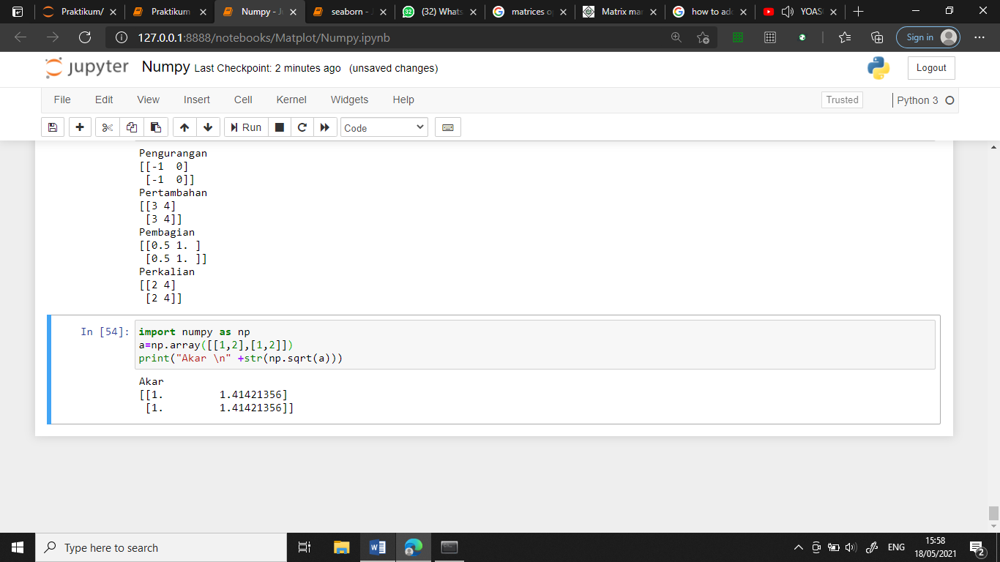 Praktikum/
Praktikum
Numpy - J
seaborn - J
(32) Whats
matrices o
Matrix ma
how to add
YOAS
127.0.0.1:8888/notebooks/Matplot/Numpy.ipynb
Sign in
jupyter Numpy Last Checkpoint: 2 minutes ago (unsaved changes)
Logout
File Edit View Insert Cell Kernel Widgets Help
Trusted Python 3
Run Code
Pengurangan
[[-1  0]
 [-1  0]]
Pertambahan
[[3 4]
 [3 4]]
Pembagian
[[0.5 1. ]
 [0.5 1. ]]
Perkalian
[[2 4]
 [2 4]]
In [54]:
import numpy as np
a=np.array([[1,2],[1,2]])
print("Akar \n" +str(np.sqrt(a)))
Akar
[[1.         1.41421356]
 [1.         1.41421356]]
Type here to search
ENG
15:58
18/05/2021
2